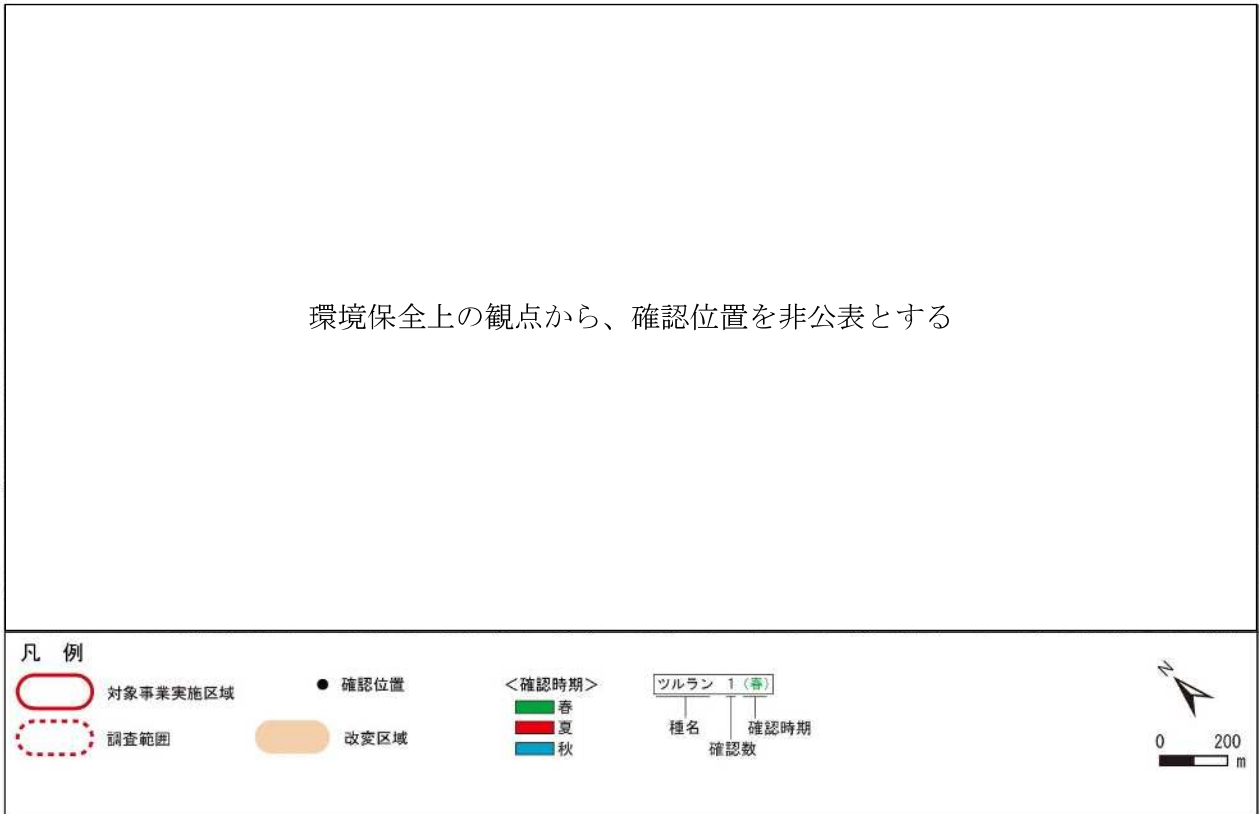 環境保全上の観点から、確認位置を非公表とする
凡 例
対象事業実施区域
調査範囲
確認位置
改変区域
＜確認時期＞
春
夏
秋
ツルラン 1（春）
種名
確認数
確認時期
N
0 200
m